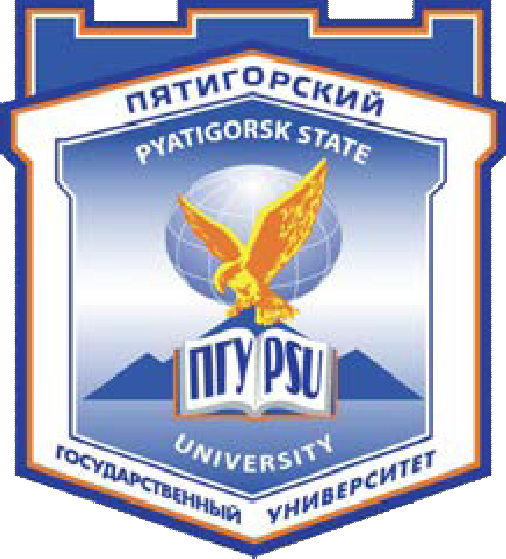 ПЯТИГОРСКИЙ
PYATIGORSK STATE
ПГУ PSU
UNIVERSITY
ГОСУДАРСТВЕННЫЙ УНИВЕРСИТЕТ